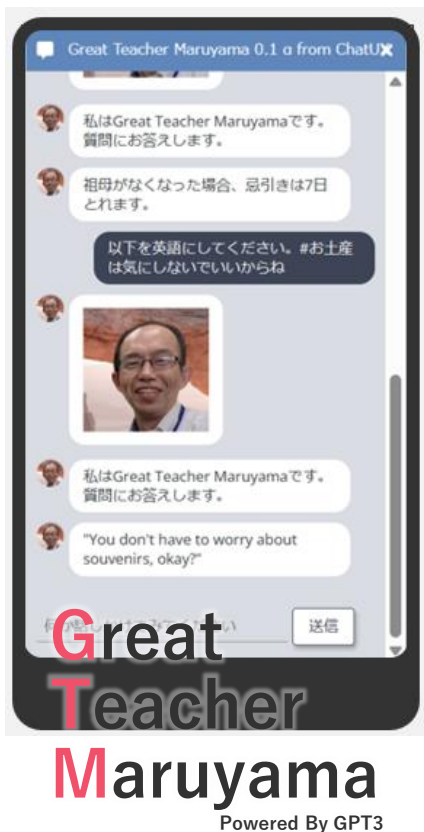 Great Teacher Maruyama 0.1 α from ChatUX
私はGreat Teacher Maruyamaです。
質問にお答えします。
祖母がなくなった場合、忌引きは7日
とれます。
以下を英語にしてください。#お土産
は気にしないでいいからね
私はGreat Teacher Maruyamaです。
質問にお答えします。
"You don't have to worry about
souvenirs, okay?"
送信
Great
Teacher
Maruyama
Powered By GPT3